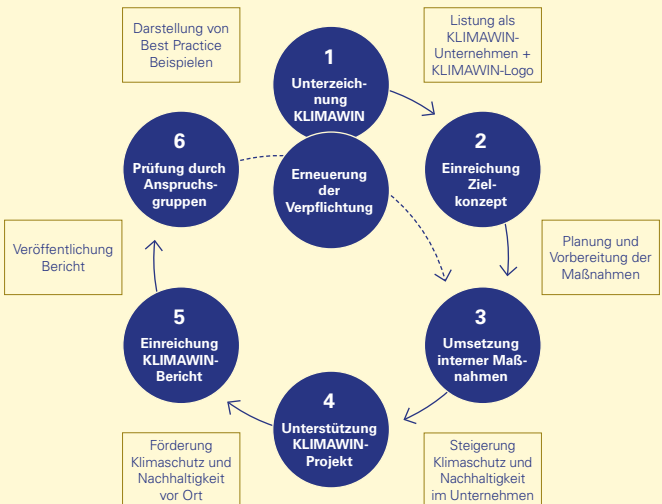 Darstellung von
Best Practice
Beispielen
1
Unterzeich-
nung
KLIMAWIN
Listung als
KLIMAWIN-
Unternehmen +
KLIMAWIN-Logo
2
Einreichung
Ziel-
konzept
Planung und
Vorbereitung der
Maßnahmen
3
Umsetzung
interner Maß-
nahmen
Steigerung
Klimaschutz und
Nachhaltigkeit
im Unternehmen
4
Unterstützung
KLIMAWIN-
Projekt
Förderung
Klimaschutz und
Nachhaltigkeit
vor Ort
5
Einreichung
KLIMAWIN-
Bericht
Veröffentlichung
Bericht
6
Prüfung durch
Anspruchs-
gruppen
Erneuerung
der
Verpflichtung